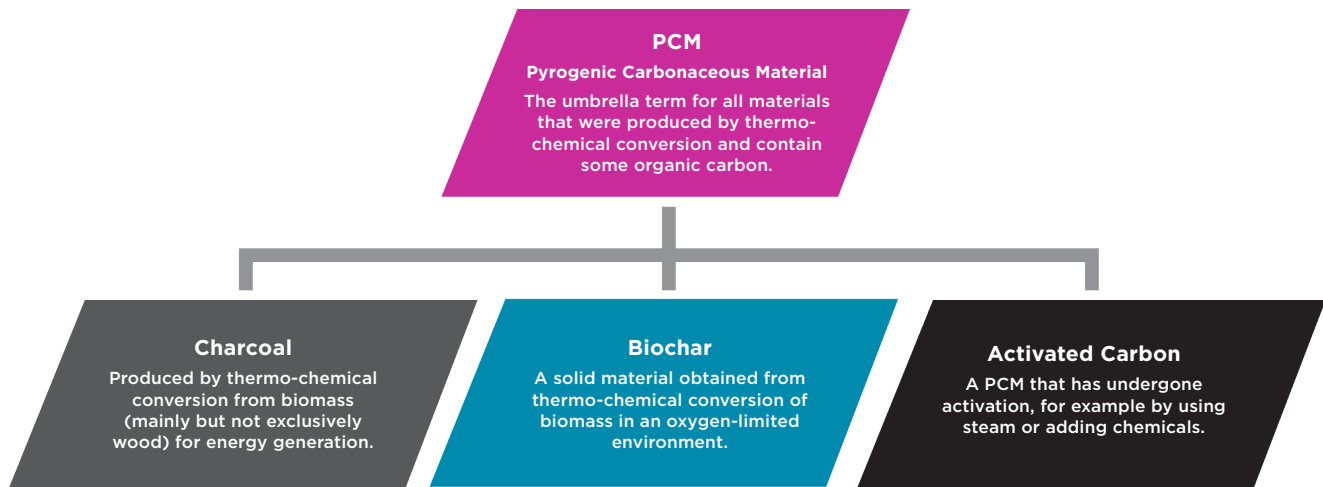 PCM
Pyrogenic Carbonaceous Material
The umbrella term for all materials
that were produced by thermo-
chemical conversion and contain
some organic carbon.
Charcoal
Produced by thermo-chemical
conversion from biomass
(mainly but not exclusively
wood) for energy generation.
Biochar
A solid material obtained from
thermo-chemical conversion of
biomass in an oxygen-limited
environment.
Activated Carbon
A PCM that has undergone
activation, for example by using
steam or adding chemicals.